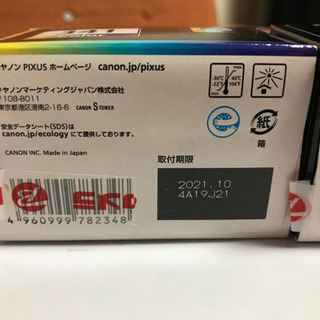 ヤノン PIXUS ホームページ canon.jp/pixus
キヤノンマーケティングジャパン株式会社
〒108-8011
東京都港区港南2-16-6 CANON S TOWER
安全データシート(SDS)は
canon.jp/ecology にて提供しております。
CANON INC. Made in Japan
-30℃
-22°F
40℃
104°F
紙
箱
取付期限
2021.10
4A19J21
4 960999 782348